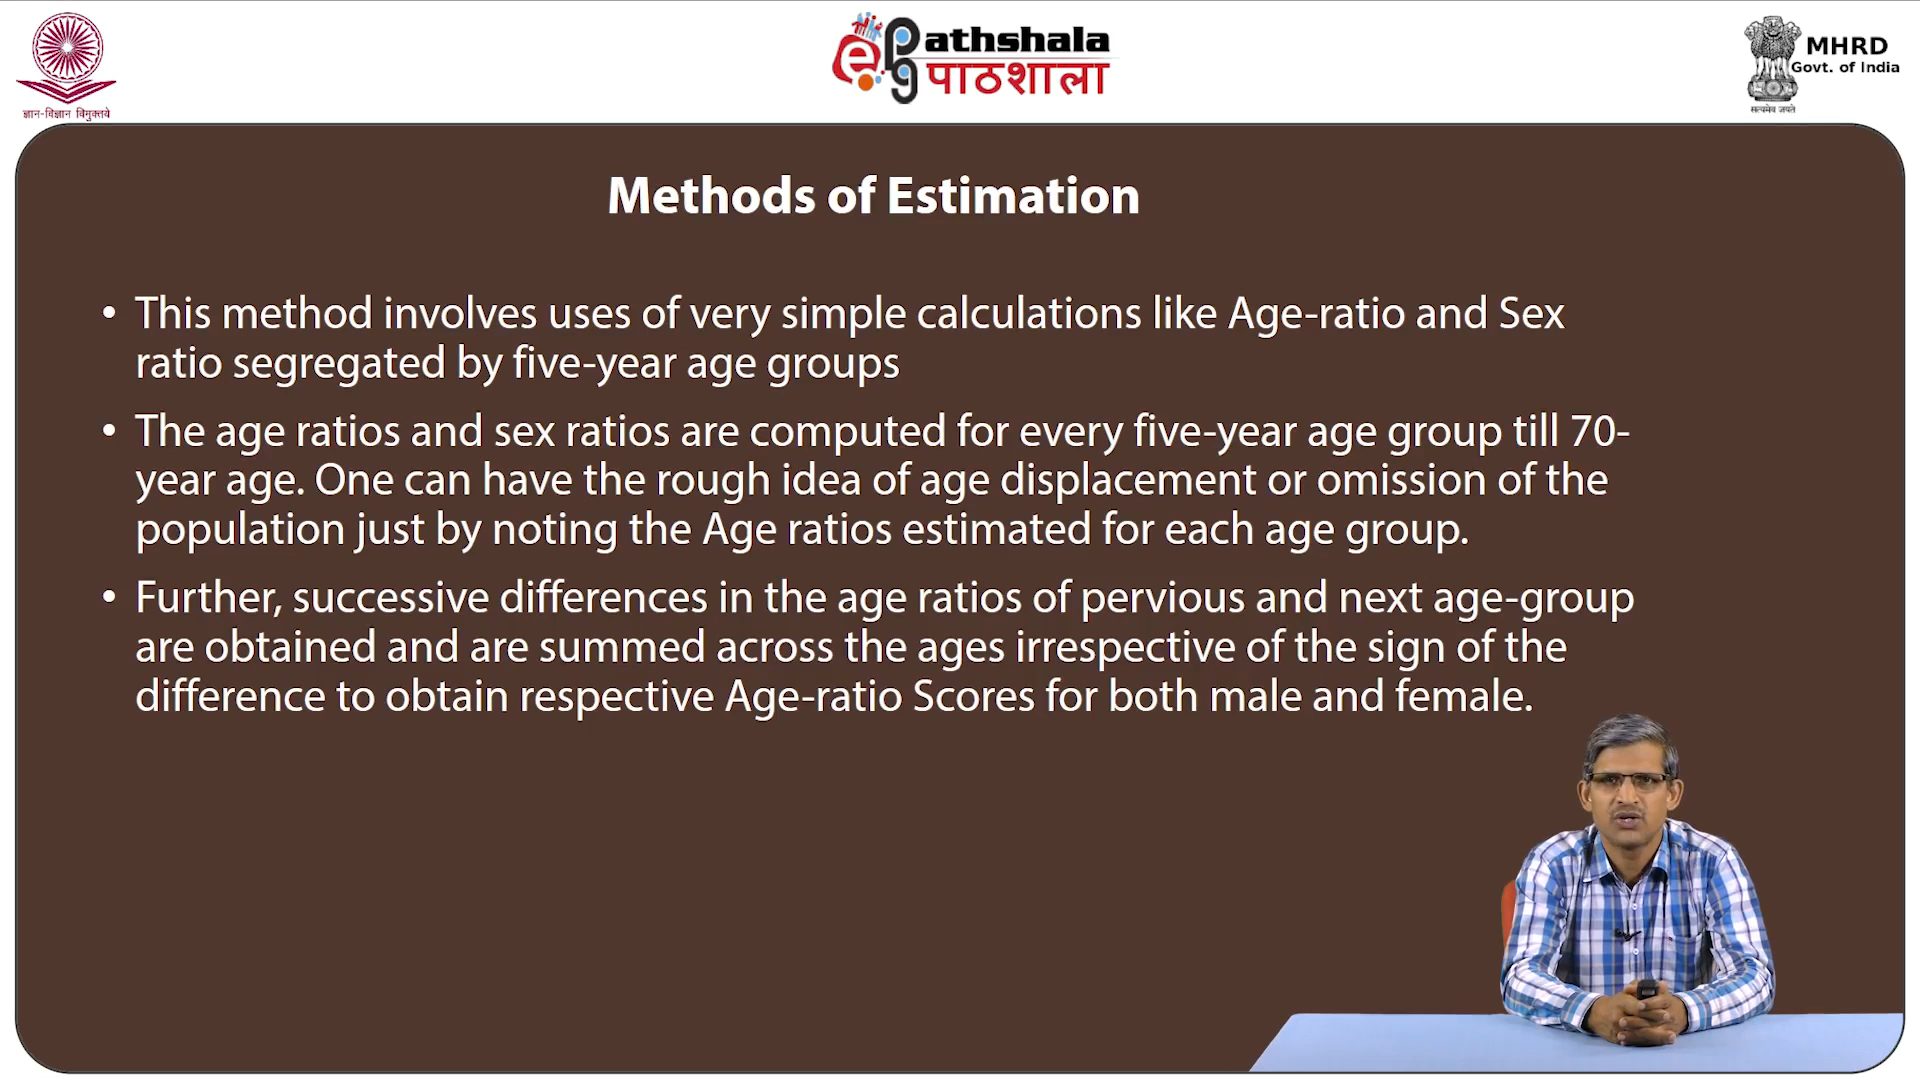 ज्ञान-विज्ञान विमुक्तये
ePg
athshala
पाठशाला
MHRD
Govt. of India
सत्यमेव जयते
Methods of Estimation
• This method involves uses of very simple calculations like Age-ratio and Sex
ratio segregated by five-year age groups
• The age ratios and sex ratios are computed for every five-year age group till 70-
year age. One can have the rough idea of age displacement or omission of the
population just by noting the Age ratios estimated for each age group.
• Further, successive differences in the age ratios of pervious and next age-group
are obtained and are summed across the ages irrespective of the sign of the
difference to obtain respective Age-ratio Scores for both male and female.